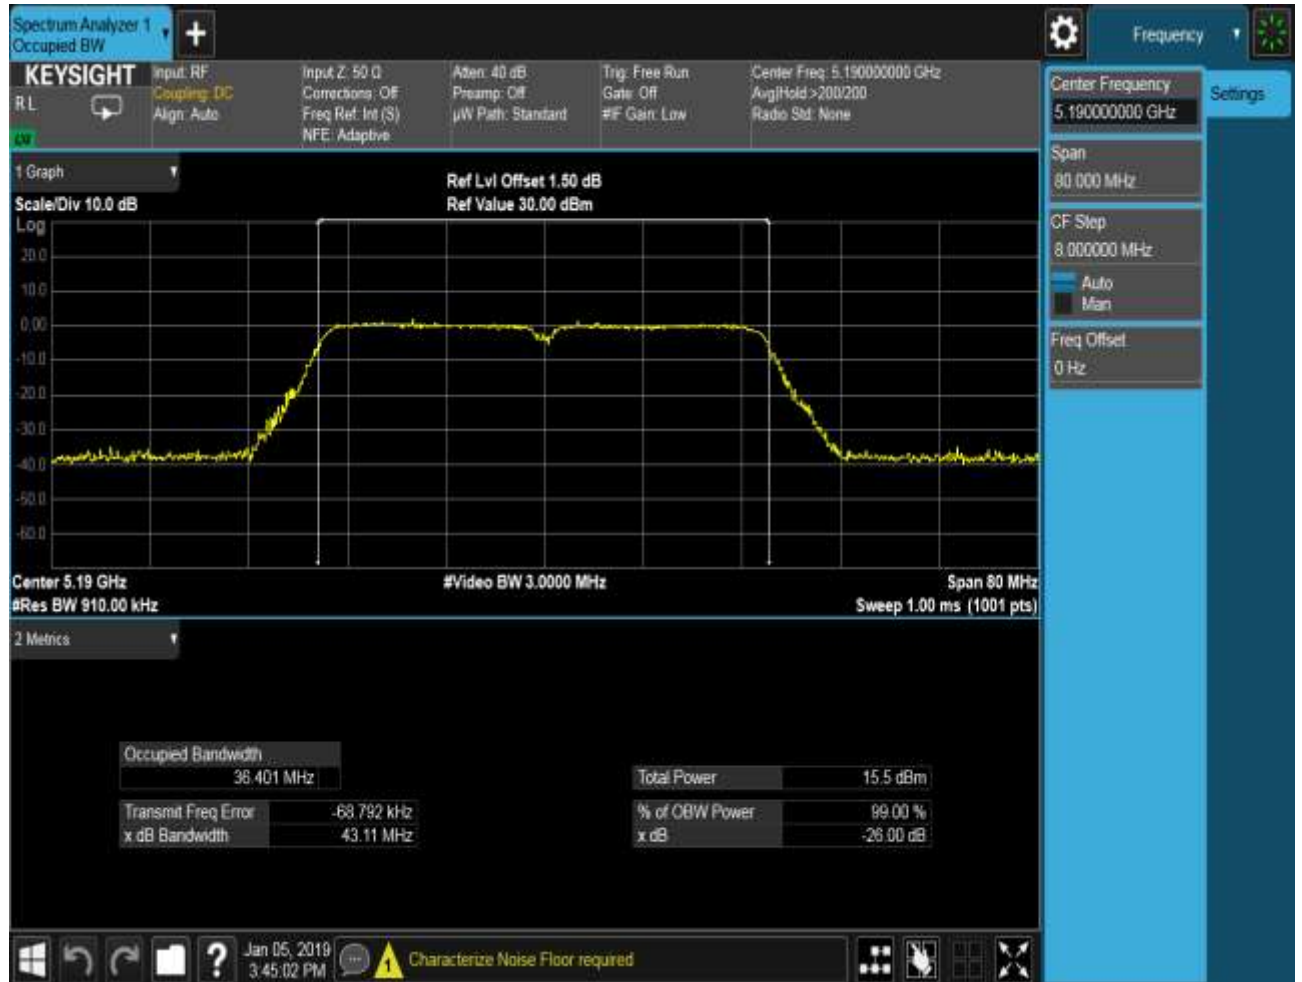 Spectrum Analyzer 1
Occupied BW
Frequency
KEYSIGHT
RL
Input: RF
Coupling: DC
Align: Auto
Input Z: 50 Ω
Corrections: Off
Freq Ref: Int (S)
NFE: Adaptive
Atten: 40 dB
Preamp: Off
µW Path: Standard
Trig: Free Run
Gate: Off
#IF Gain: Low
Center Freq: 5.190000000 GHz
Avg|Hold:>200/200
Radio Std: None
Center Frequency
5.190000000 GHz
Settings
Span
80.000 MHz
CF Step
8.000000 MHz
Auto
Man
Freq Offset
0 Hz
1 Graph
Scale/Div 10.0 dB
Ref Lvl Offset 1.50 dB
Ref Value 30.00 dBm
Log
20.0
10.0
0.00
-10.0
-20.0
-30.0
-40.0
-50.0
-60.0
Center 5.19 GHz
#Video BW 3.0000 MHz
Span 80 MHz
#Res BW 910.00 kHz
Sweep 1.00 ms (1001 pts)
2 Metrics
Occupied Bandwidth
36.401 MHz
Total Power 15.5 dBm
Transmit Freq Error -68.792 kHz
% of OBW Power 99.00 %
x dB Bandwidth 43.11 MHz
x dB -26.00 dB
?
Jan 05, 2019
3:45:02 PM
1
Characterize Noise Floor required